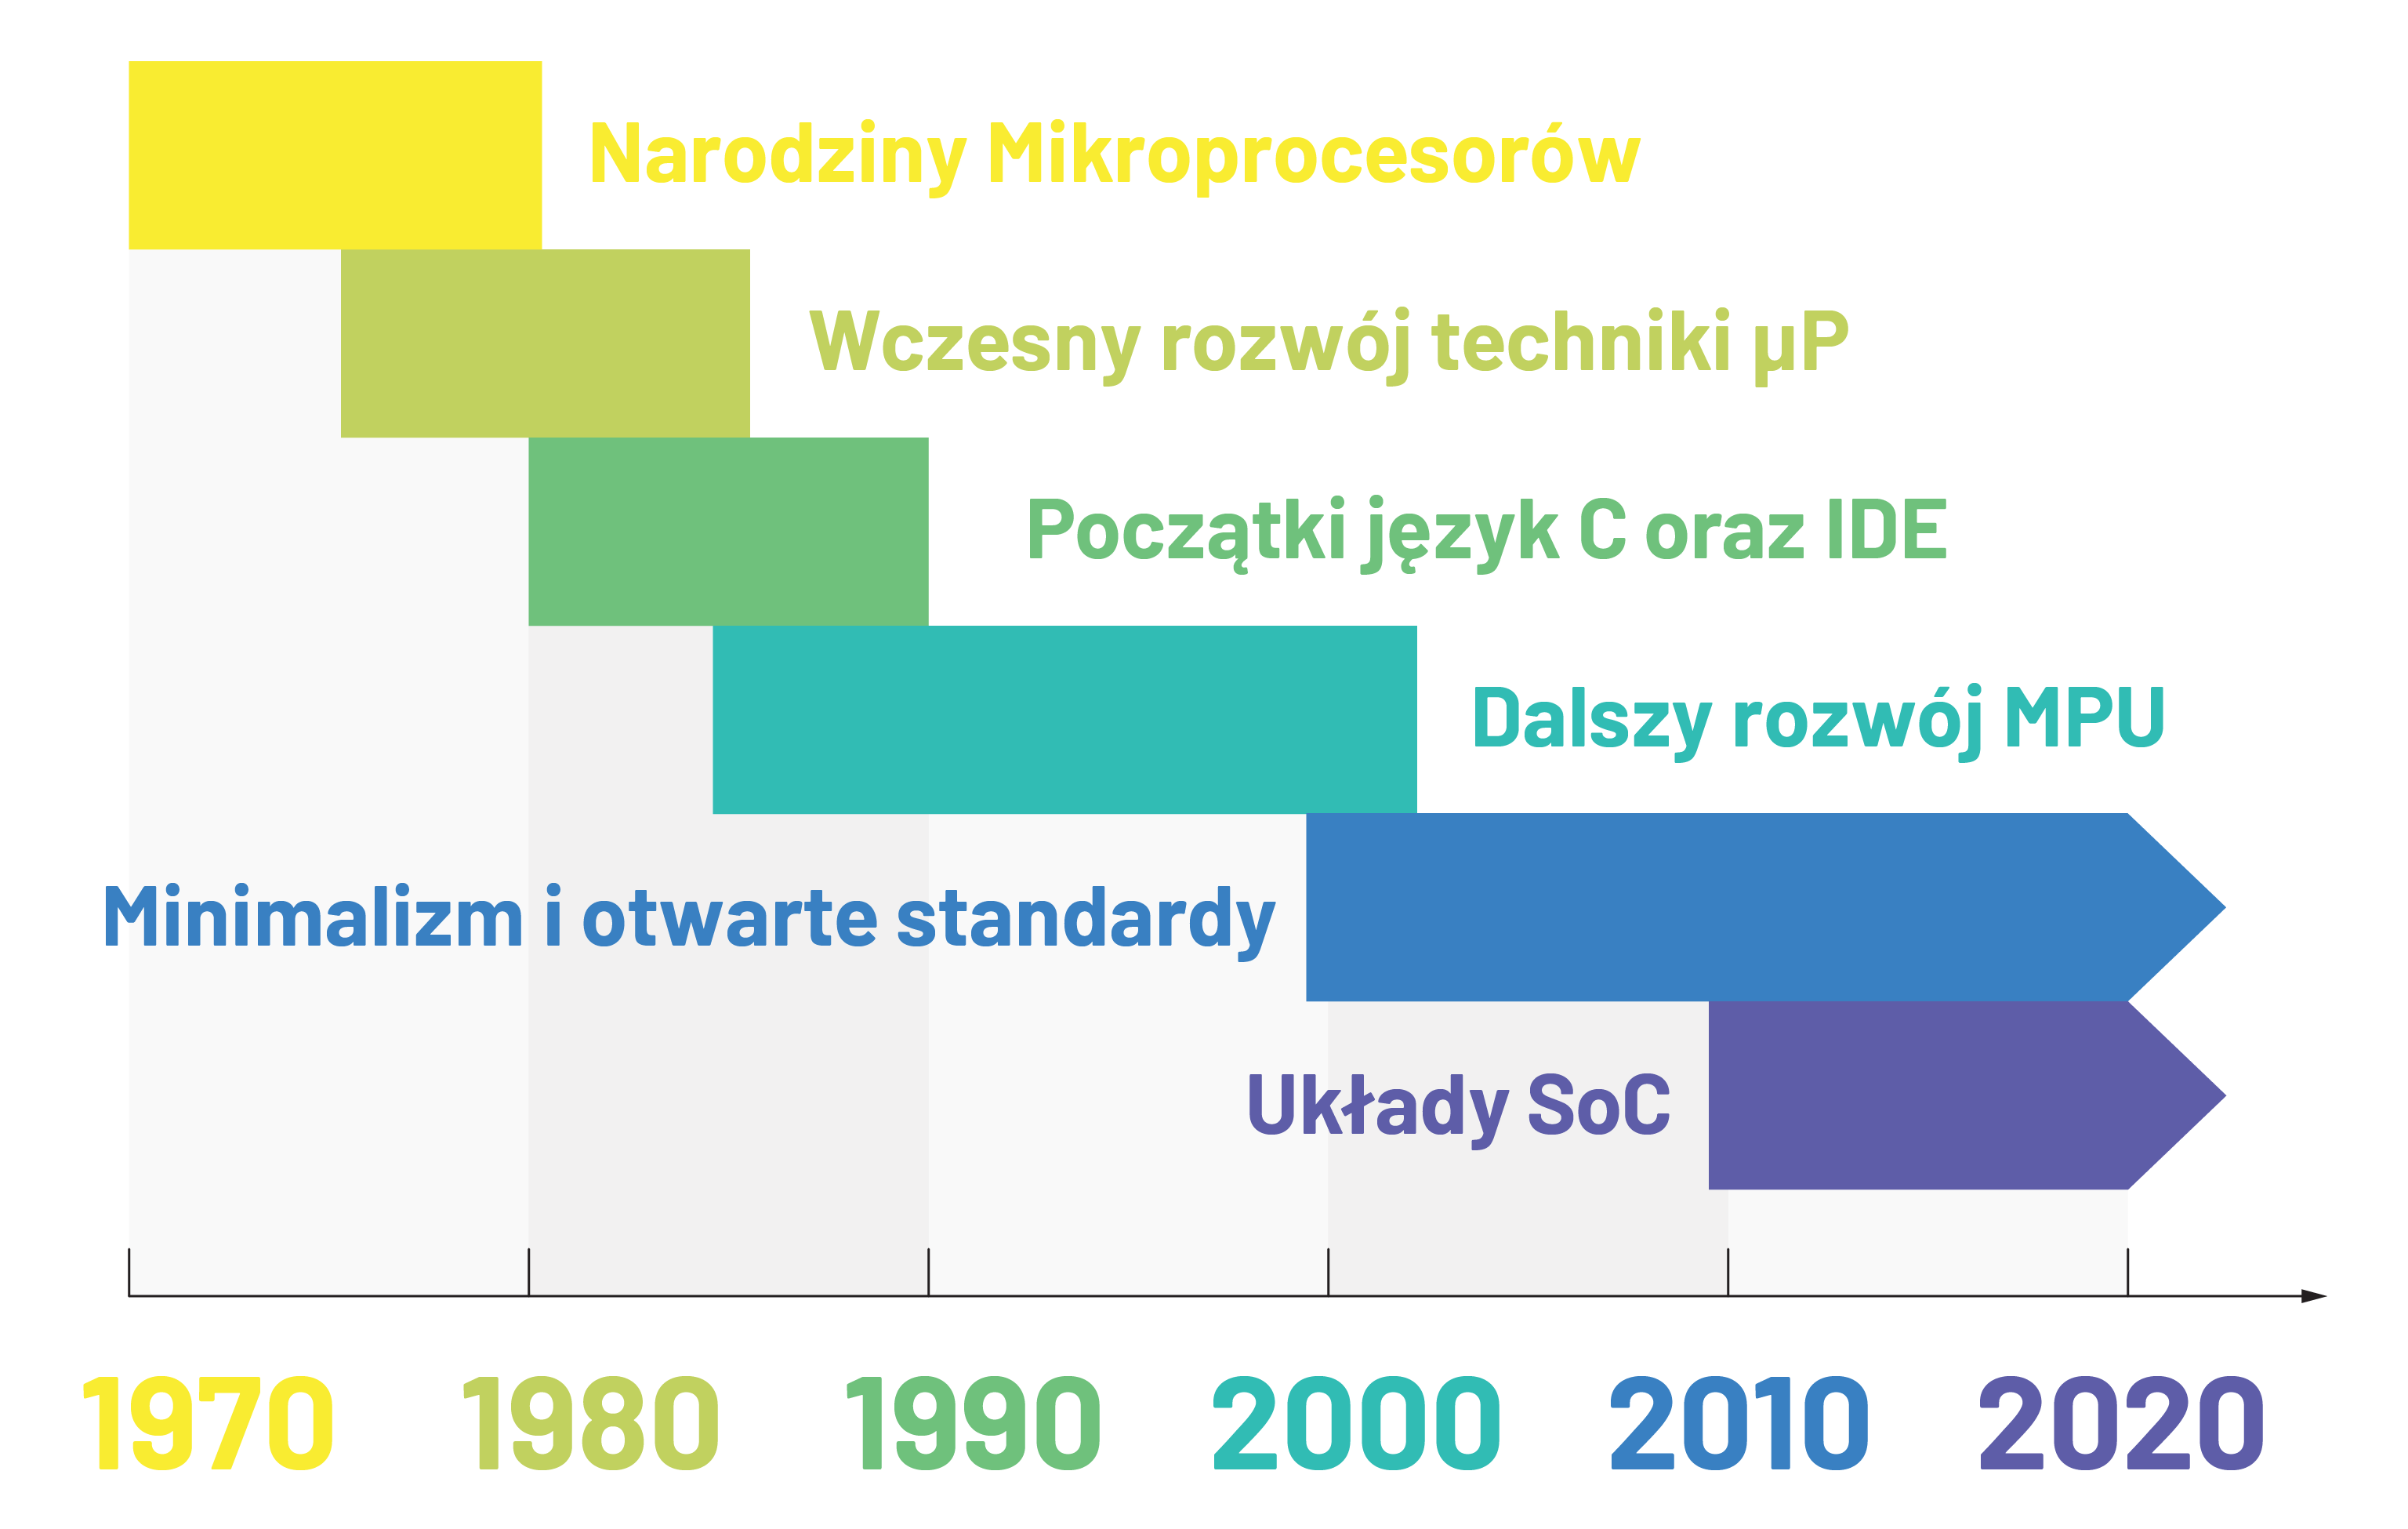 Narodziny Mikroprocesorów
Wczesny rozwój techniki µP
Początki język C oraz IDE
Dalszy rozwój MPU
Minimalizm i otwarte standardy
Układy SoC
1970 1980 1990 2000 2010 2020